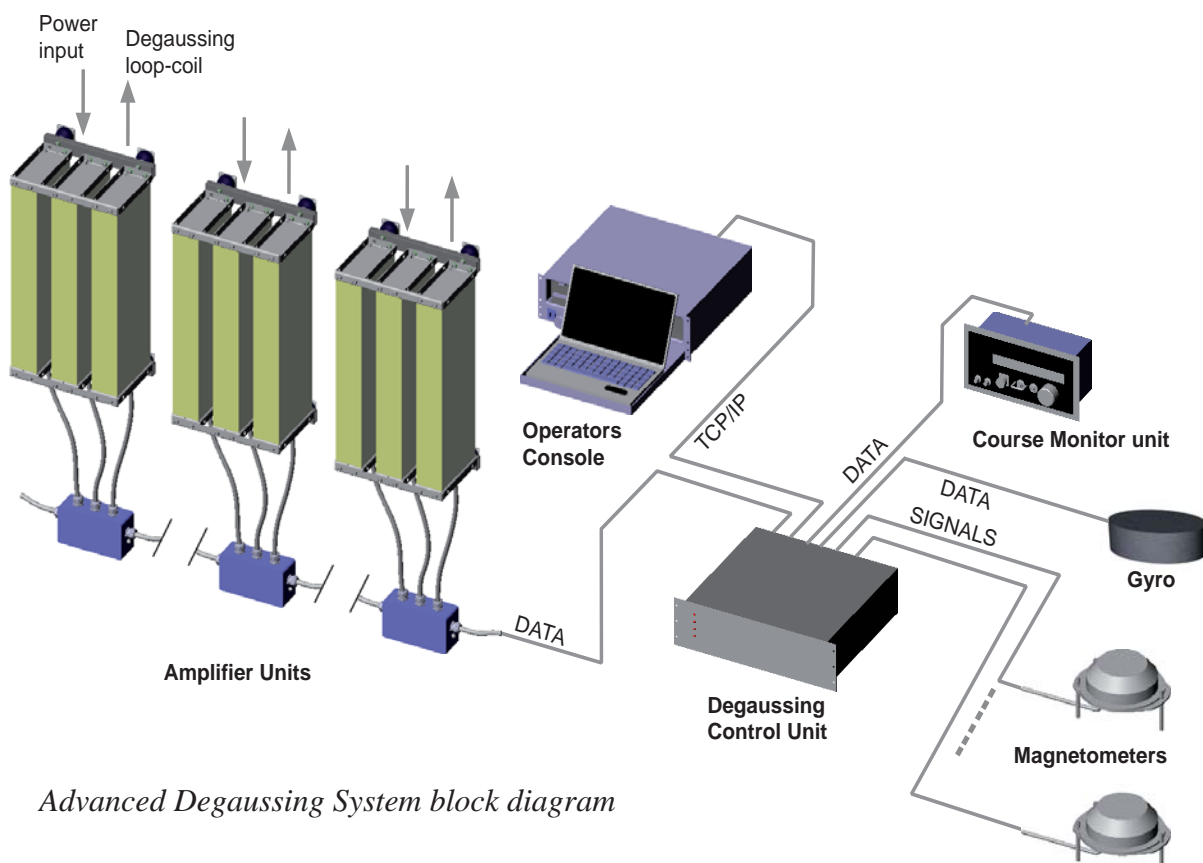 Power
input
Degaussing
loop-coil
Operators
Console
TCP/IP
DATA
Course Monitor unit
DATA
SIGNALS
Gyro
DATA
Amplifier Units
Degaussing
Control Unit
Magnetometers
Advanced Degaussing System block diagram